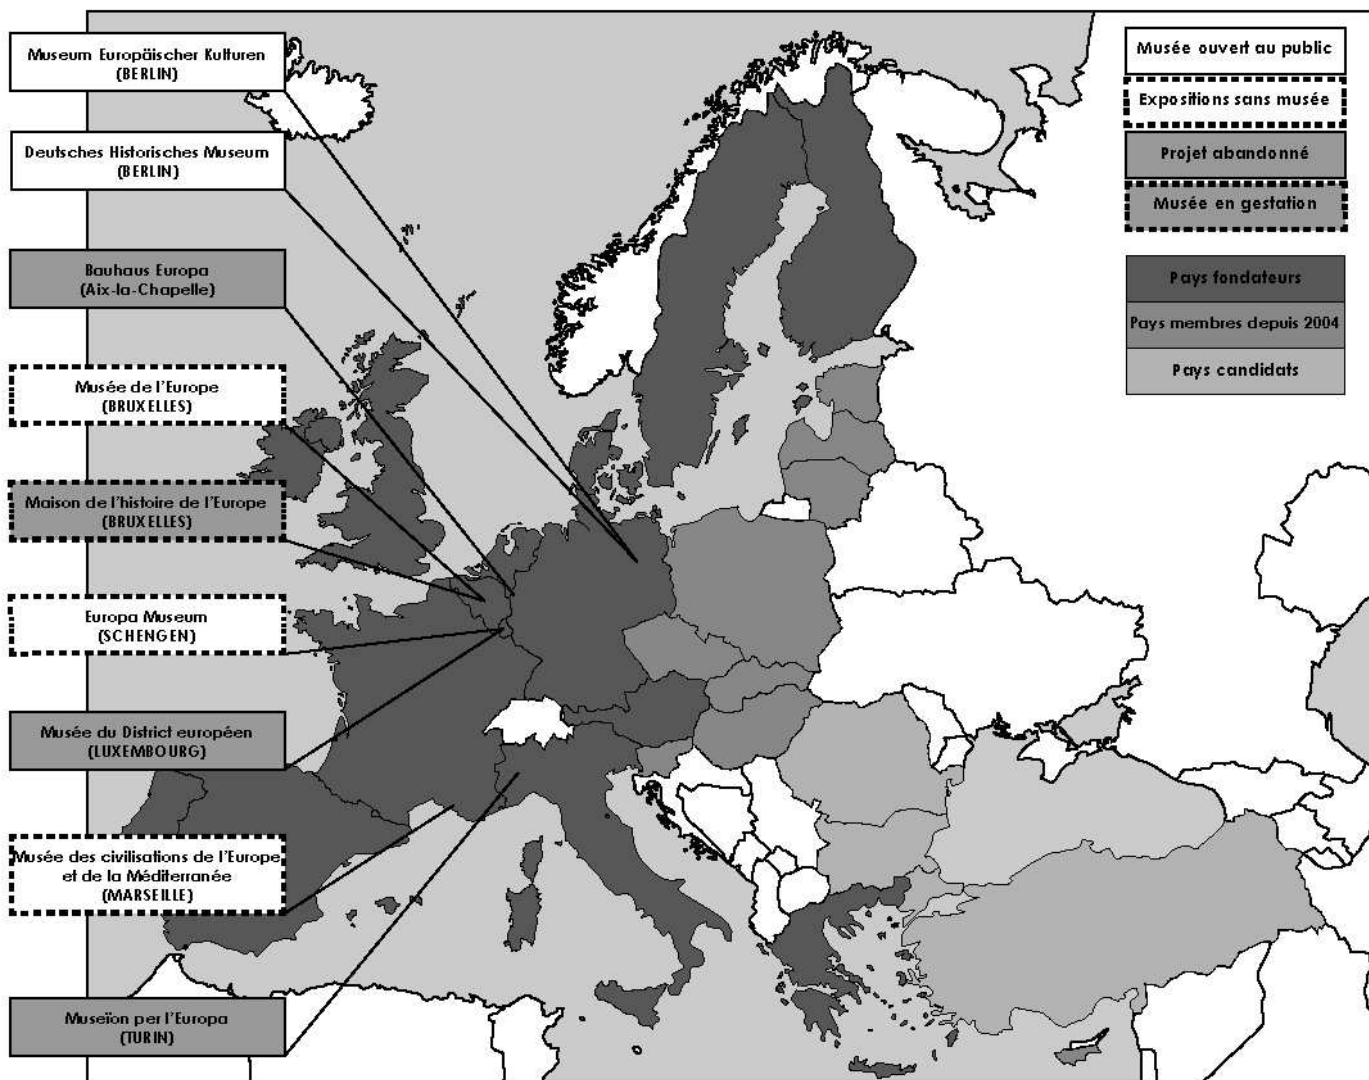 Museum Europäischer Kulturen
(BERLIN)
Deutsches Historisches Museum
(BERLIN)
Bauhaus Europa
(Aix-la-Chapelle)
Musée de l'Europe
(BRUXELLES)
Maison de l'histoire de l'Europe
(BRUXELLES)
Europa Museum
(SCHENGEN)
Musée du District européen
(LUXEMBOURG)
Musée des civilisations de l'Europe
et de la Méditerranée
(MARSEILLE)
Museïon per l'Europa
(TURIN)
Musée ouvert au public
Expositions sans musée
Projet abandonné
Musée en gestation
Pays fondateurs
Pays membres depuis 2004
Pays candidats